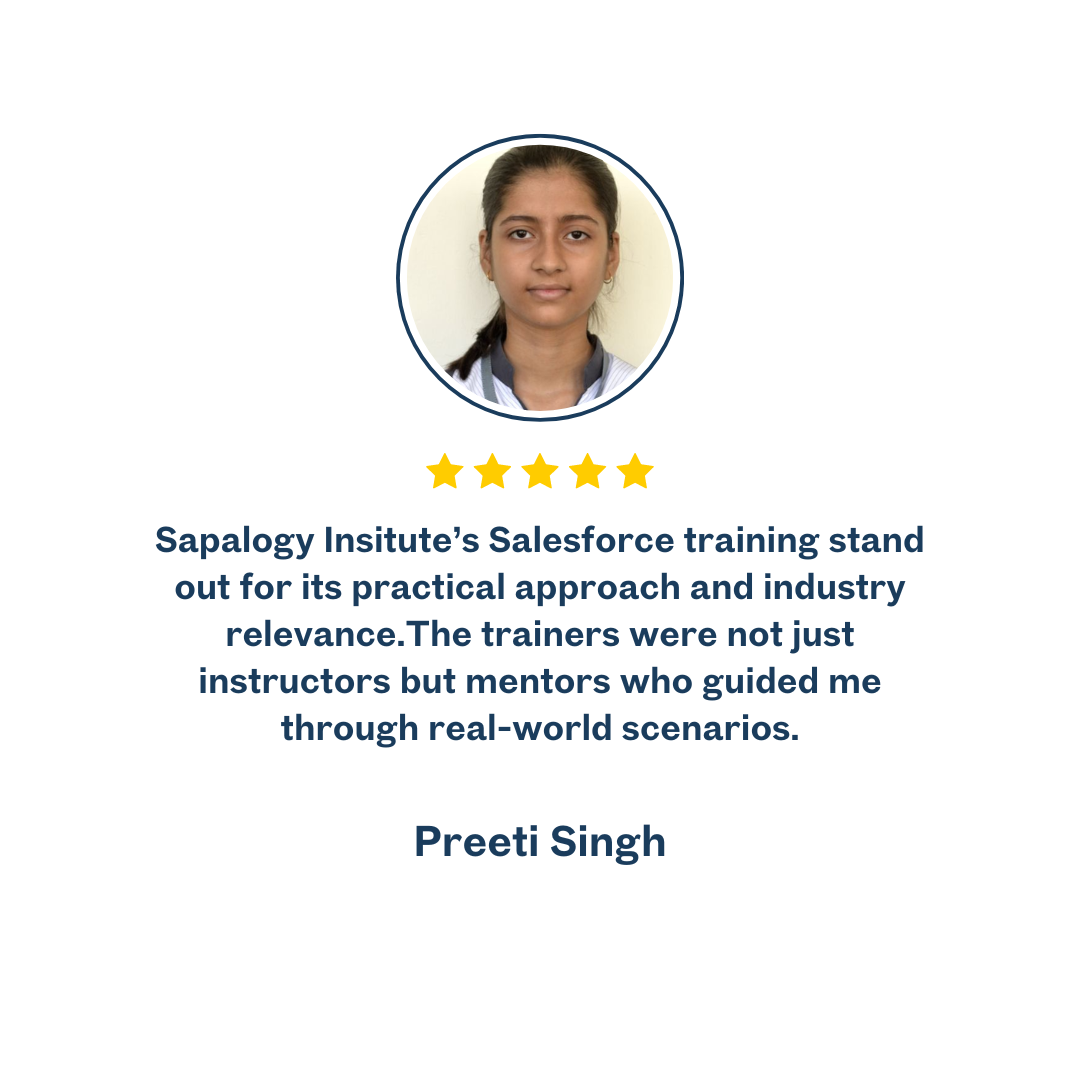 Sapalogy Insitute’s Salesforce training stand
out for its practical approach and industry
relevance.The trainers were not just
instructors but mentors who guided me
through real-world scenarios.
Preeti Singh